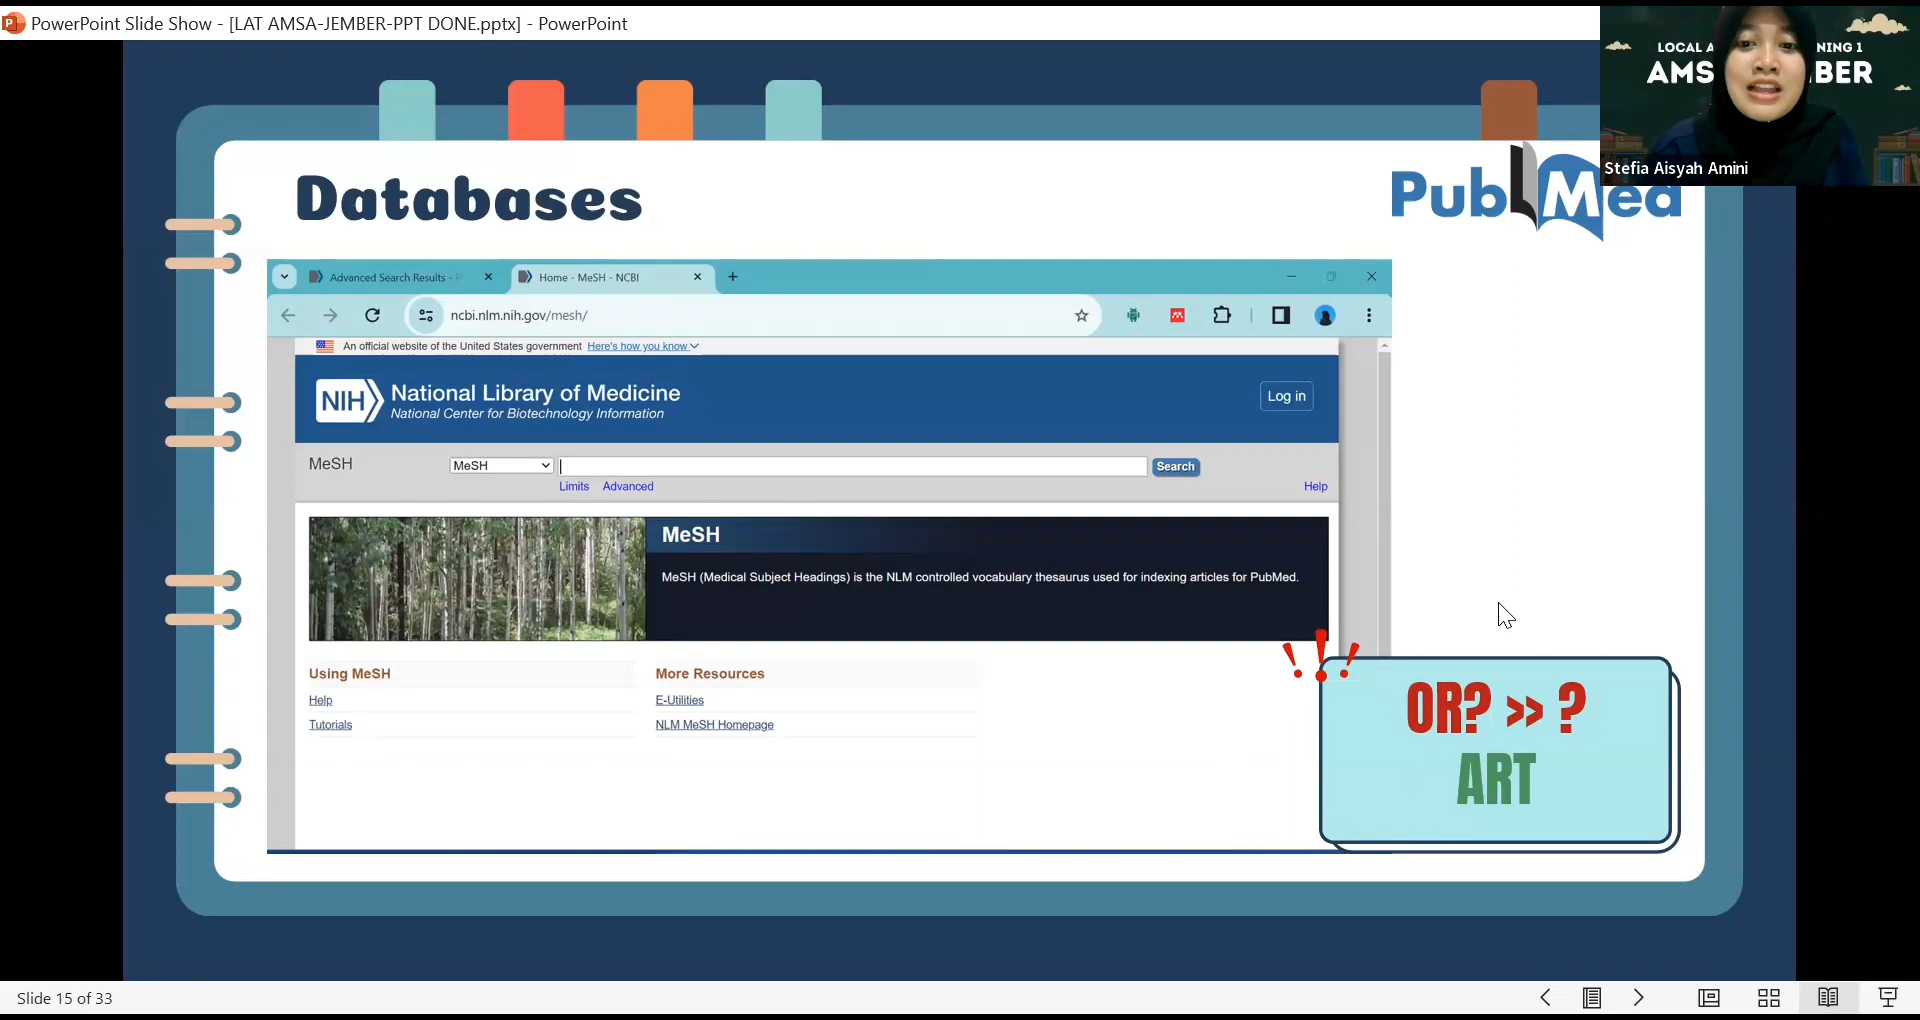 PowerPoint Slide Show - [LAT AMSA-JEMBER-PPT DONE.pptx] - PowerPoint
LOCAL A NING 1
AMS BER
Stefia Aisyah Amini
Databases
PubMed
Advanced Search Results -
Home - MeSH - NCBI
ncbi.nlm.nih.gov/mesh/
An official website of the United States government Here's how you know
NIH National Library of Medicine
National Center for Biotechnology Information
Log in
MeSH
MeSH
Search
Limits Advanced
Help
MeSH
MeSH (Medical Subject Headings) is the NLM controlled vocabulary thesaurus used for indexing articles for PubMed.
Using MeSH
Help
Tutorials
More Resources
E-Utilities
NLM MeSH Homepage
!!!
OR? >> ?
ART
Slide 15 of 33